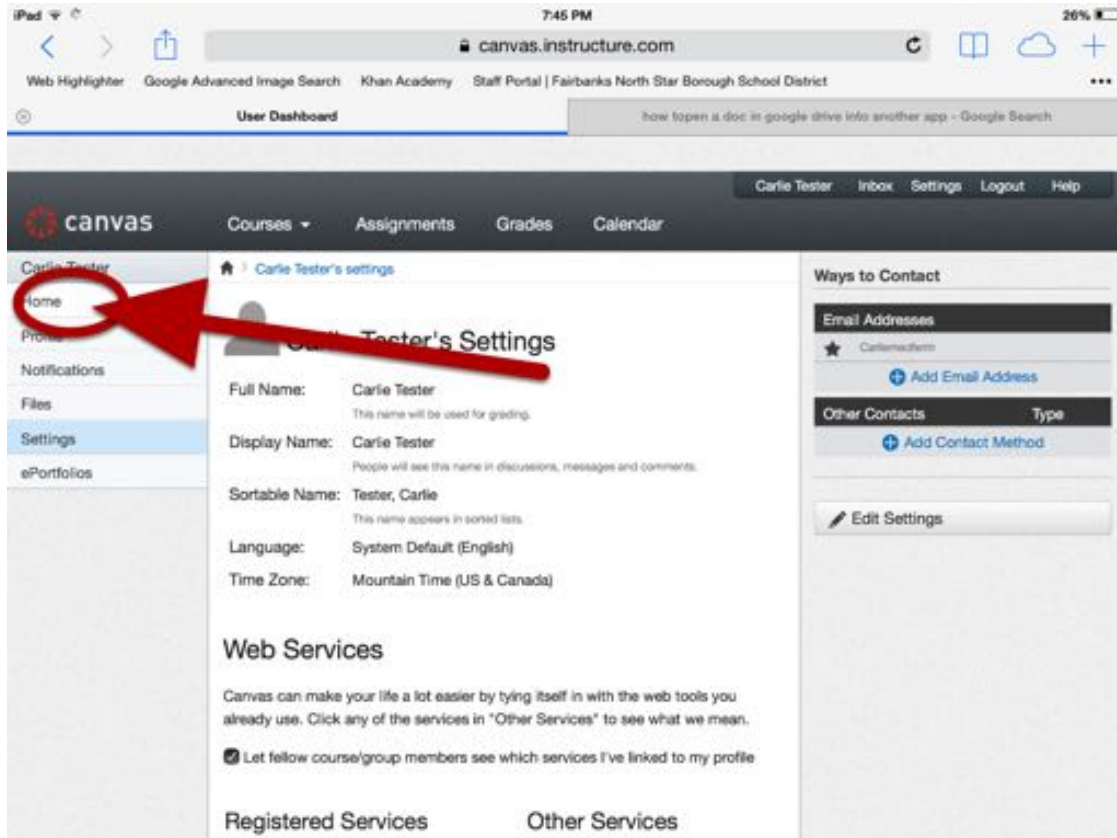 iPad 7:45 PM 26%
canvas.instructure.com
Web Highlighter Google Advanced Image Search Khan Academy Staff Portal | Fairbanks North Star Borough School District
User Dashboard how topen a doc in google drive into another app - Google Search
Carlie Tester Inbox Settings Logout Help
canvas Courses Assignments Grades Calendar
Carlie Tester
Home
Profile
Notifications
Files
Settings
ePortfolios
Carlie Tester's settings
Tester's Settings
Full Name: Carlie Tester
This name will be used for grading.
Display Name: Carlie Tester
People will see this name in discussions, messages and comments.
Sortable Name: Tester, Carlie
This name appears in sorted lists.
Language: System Default (English)
Time Zone: Mountain Time (US & Canada)
Web Services
Canvas can make your life a lot easier by tying itself in with the web tools you
already use. Click any of the services in "Other Services" to see what we mean.
Let fellow course/group members see which services I've linked to my profile
Registered Services Other Services
Ways to Contact
Email Addresses
Add Email Address
Other Contacts Type
Add Contact Method
Edit Settings